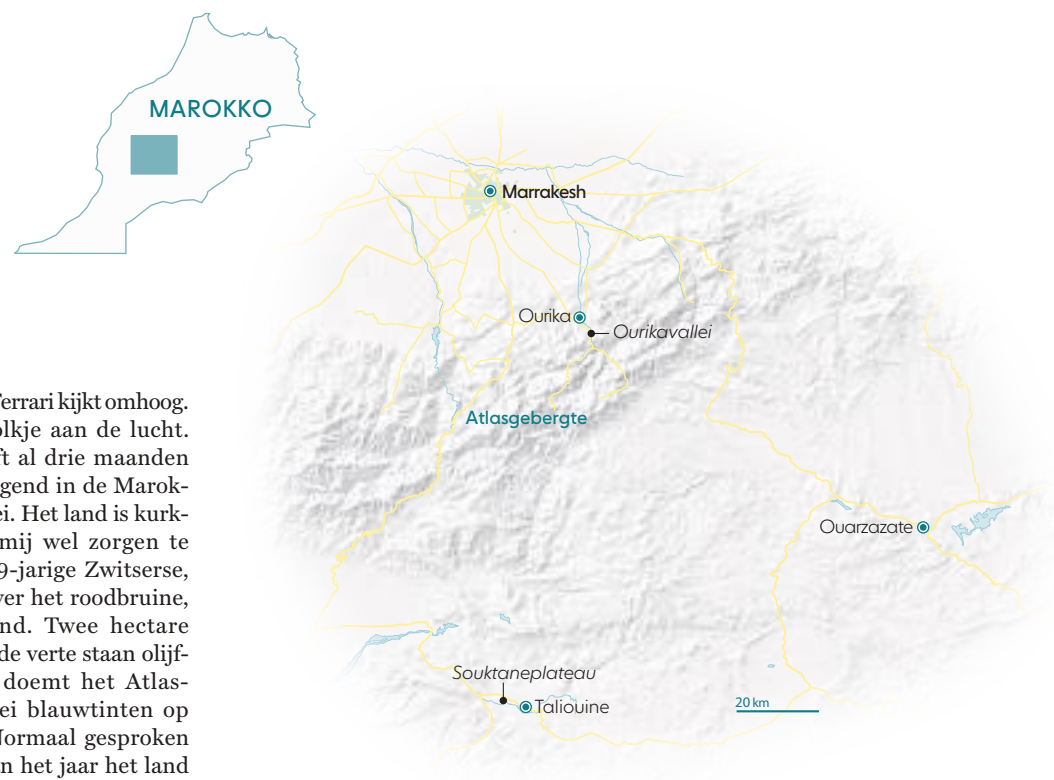 MAROKKO
Marrakesh
Ourika
Ourikavallei
Atlasgebergte
Ouarzazate
Souktaneplateau
Taliouine
20 km
Ferrari kijkt omhoog.
olkje aan de lucht.
ft al drie maanden
gend in de Marok-
ei. Het land is kurk-
mij wel zorgen te
9-jarige Zwitserse,
ver het roodbruine,
nd. Twee hectare
de verte staan olijf-
doemt het Atlas-
ei blauwtinten op
Normaal gesproken
n het jaar het land